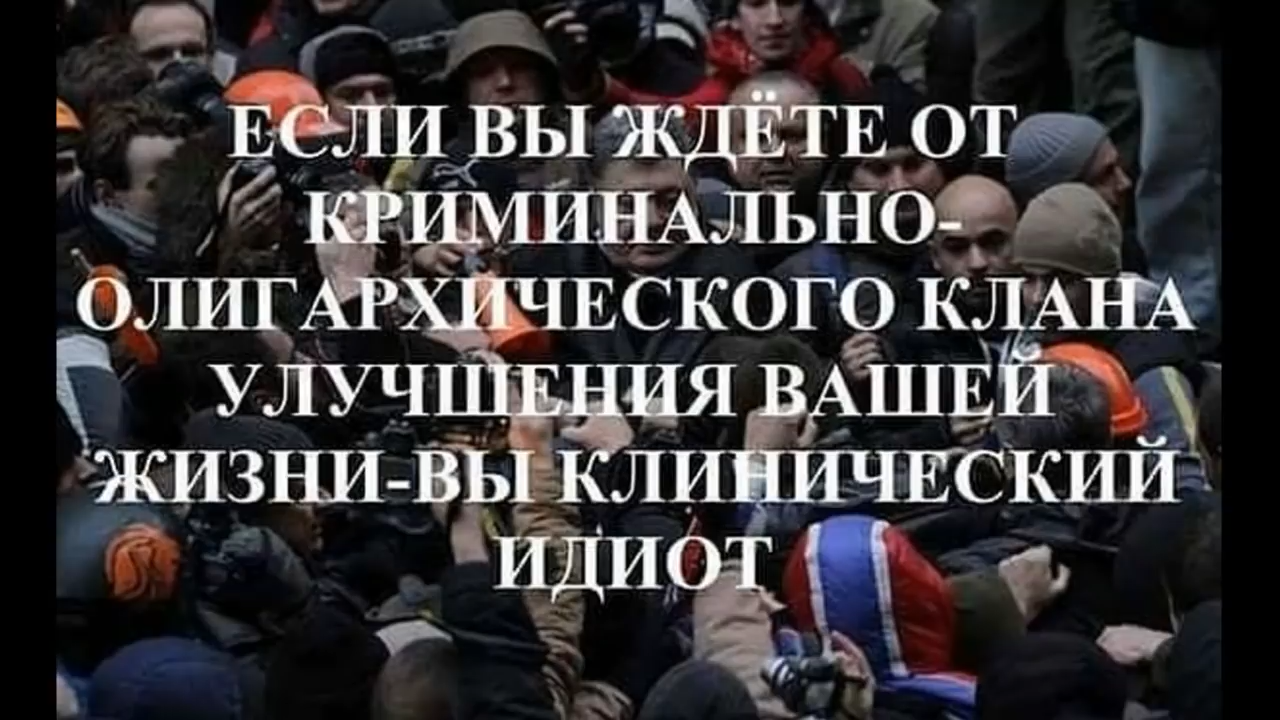 ЕСЛИ ВЫ ЖДЁТЕ ОТ
КРИМИНАЛЬНО-
ОЛИГАРХИЧЕСКОГО КЛАНА
УЛУЧШЕНИЯ ВАШЕЙ
ЖИЗНИ-ВЫ КЛИНИЧЕСКИЙ
ИДИОТ